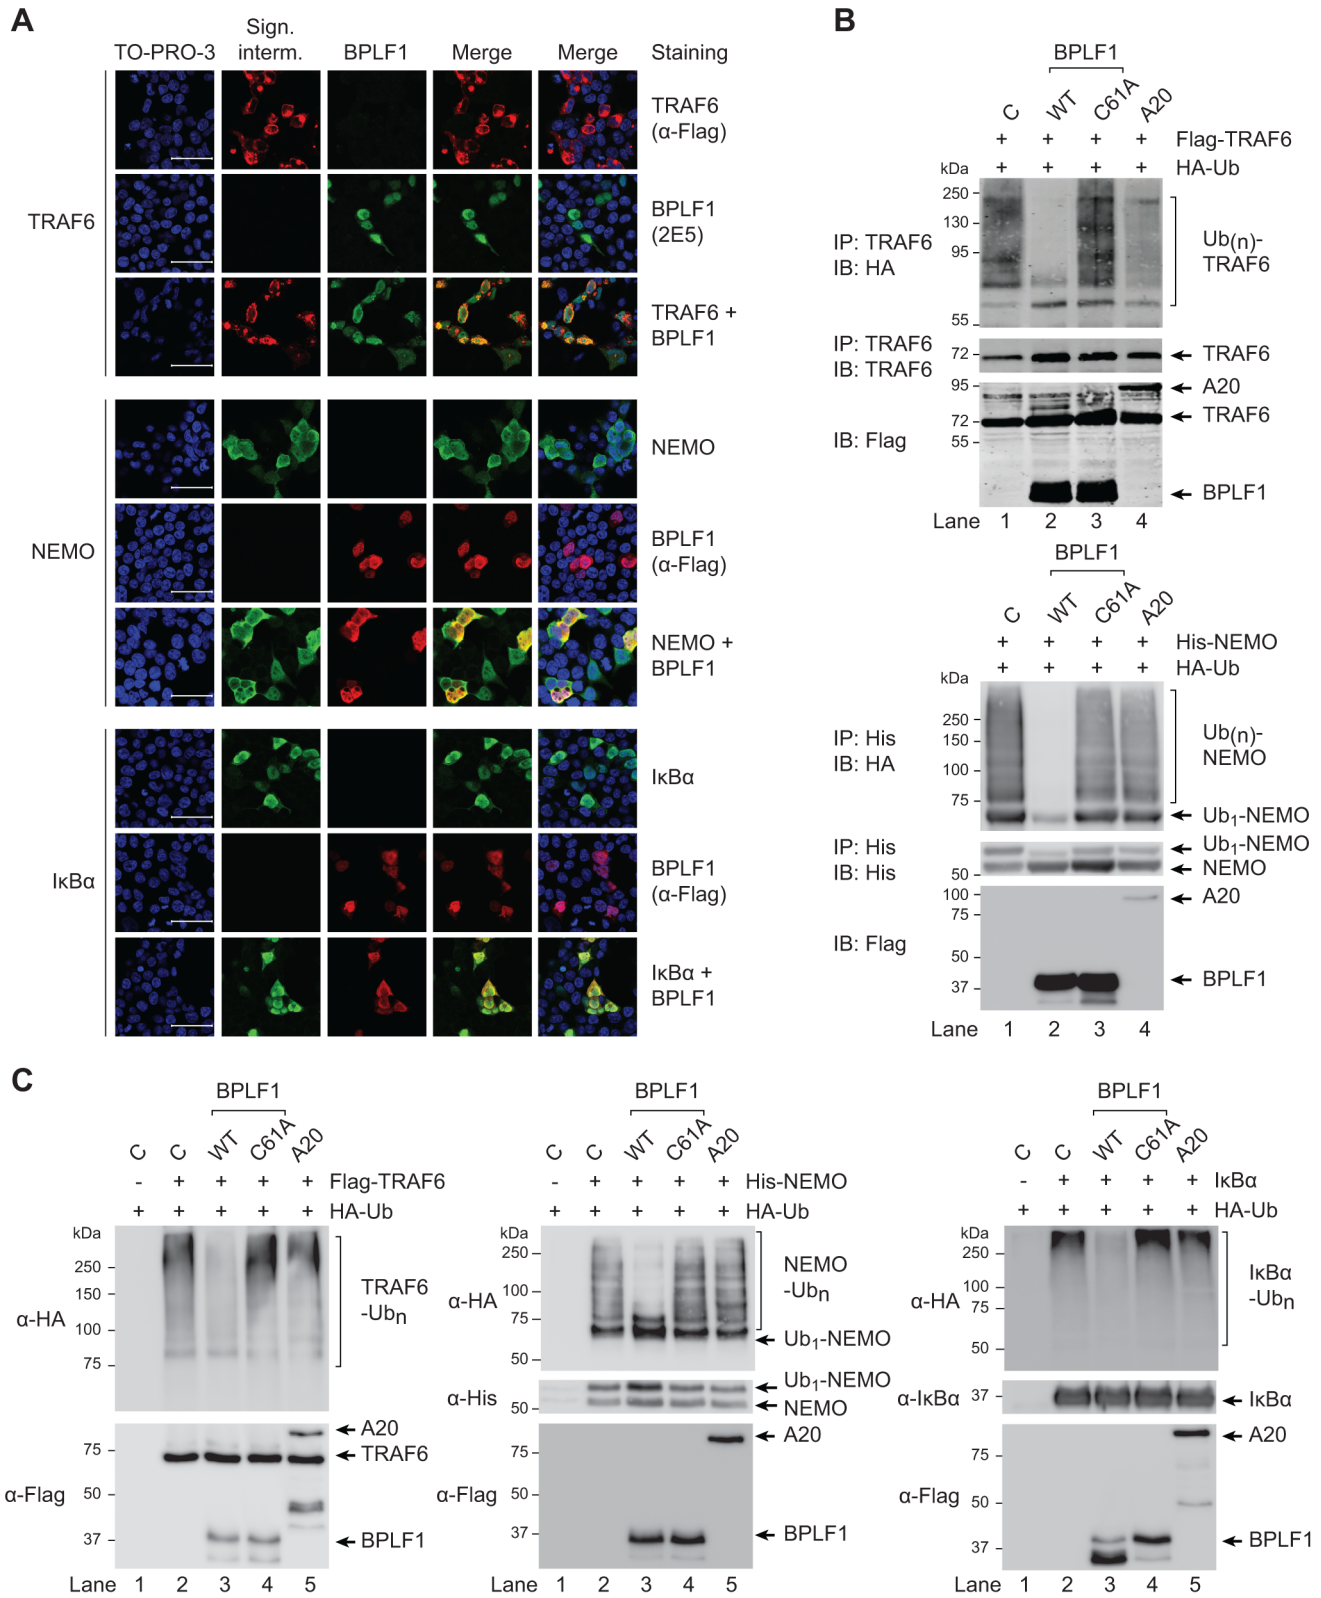 A
TO-PRO-3
Sign.
interm.
BPLF1
Merge
Merge
Staining
TRAF6
TRAF6
(α-Flag)
BPLF1
(2E5)
TRAF6 +
BPLF1
NEMO
NEMO
BPLF1
(α-Flag)
NEMO +
BPLF1
IκBα
IκBα
BPLF1
(α-Flag)
IκBα +
BPLF1
B
BPLF1
C WT C61A A20
+ + + + Flag-TRAF6
kDa + + + + HA-Ub
250
130
95
55
IP: TRAF6
IB: HA
Ub(n)-
TRAF6
IP: TRAF6
IB: TRAF6
72
TRAF6
95
72
55
IB: Flag
A20
TRAF6
BPLF1
Lane 1 2 3 4
BPLF1
C WT C61A A20
+ + + + His-NEMO
+ + + + HA-Ub
kDa
250
150
100
75
IP: His
IB: HA
Ub(n)-
NEMO
Ub1-NEMO
IP: His
IB: His
50
Ub1-NEMO
NEMO
100
75
50
37
IB: Flag
A20
BPLF1
Lane 1 2 3 4
C
BPLF1
C C WT C61A A20
- + + + + Flag-TRAF6
+ + + + + HA-Ub
kDa
250
150
100
75
α-HA
TRAF6
-Ubn
75
50
37
α-Flag
A20
TRAF6
BPLF1
Lane 1 2 3 4 5
BPLF1
C C WT C61A A20
- + + + + His-NEMO
+ + + + + HA-Ub
kDa
250
100
75
50
α-HA
NEMO
-Ubn
Ub1-NEMO
α-His
50
Ub1-NEMO
NEMO
75
50
37
α-Flag
A20
BPLF1
Lane 1 2 3 4 5
BPLF1
C C WT C61A A20
- + + + + IκBα
+ + + + + HA-Ub
kDa
250
100
75
50
α-HA
IκBα
-Ubn
α-IκBα
37
IκBα
75
50
37
α-Flag
A20
BPLF1
Lane 1 2 3 4 5